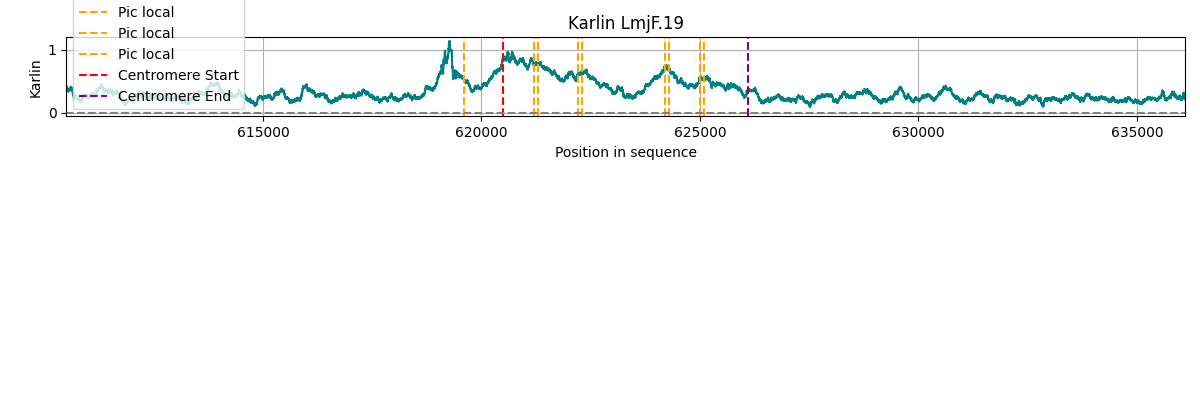 Pic local
Pic local
Pic local
Centromere Start
Centromere End
Karlin LmjF.19
Karlin
1
0
615000 620000 625000 630000 635000
Position in sequence